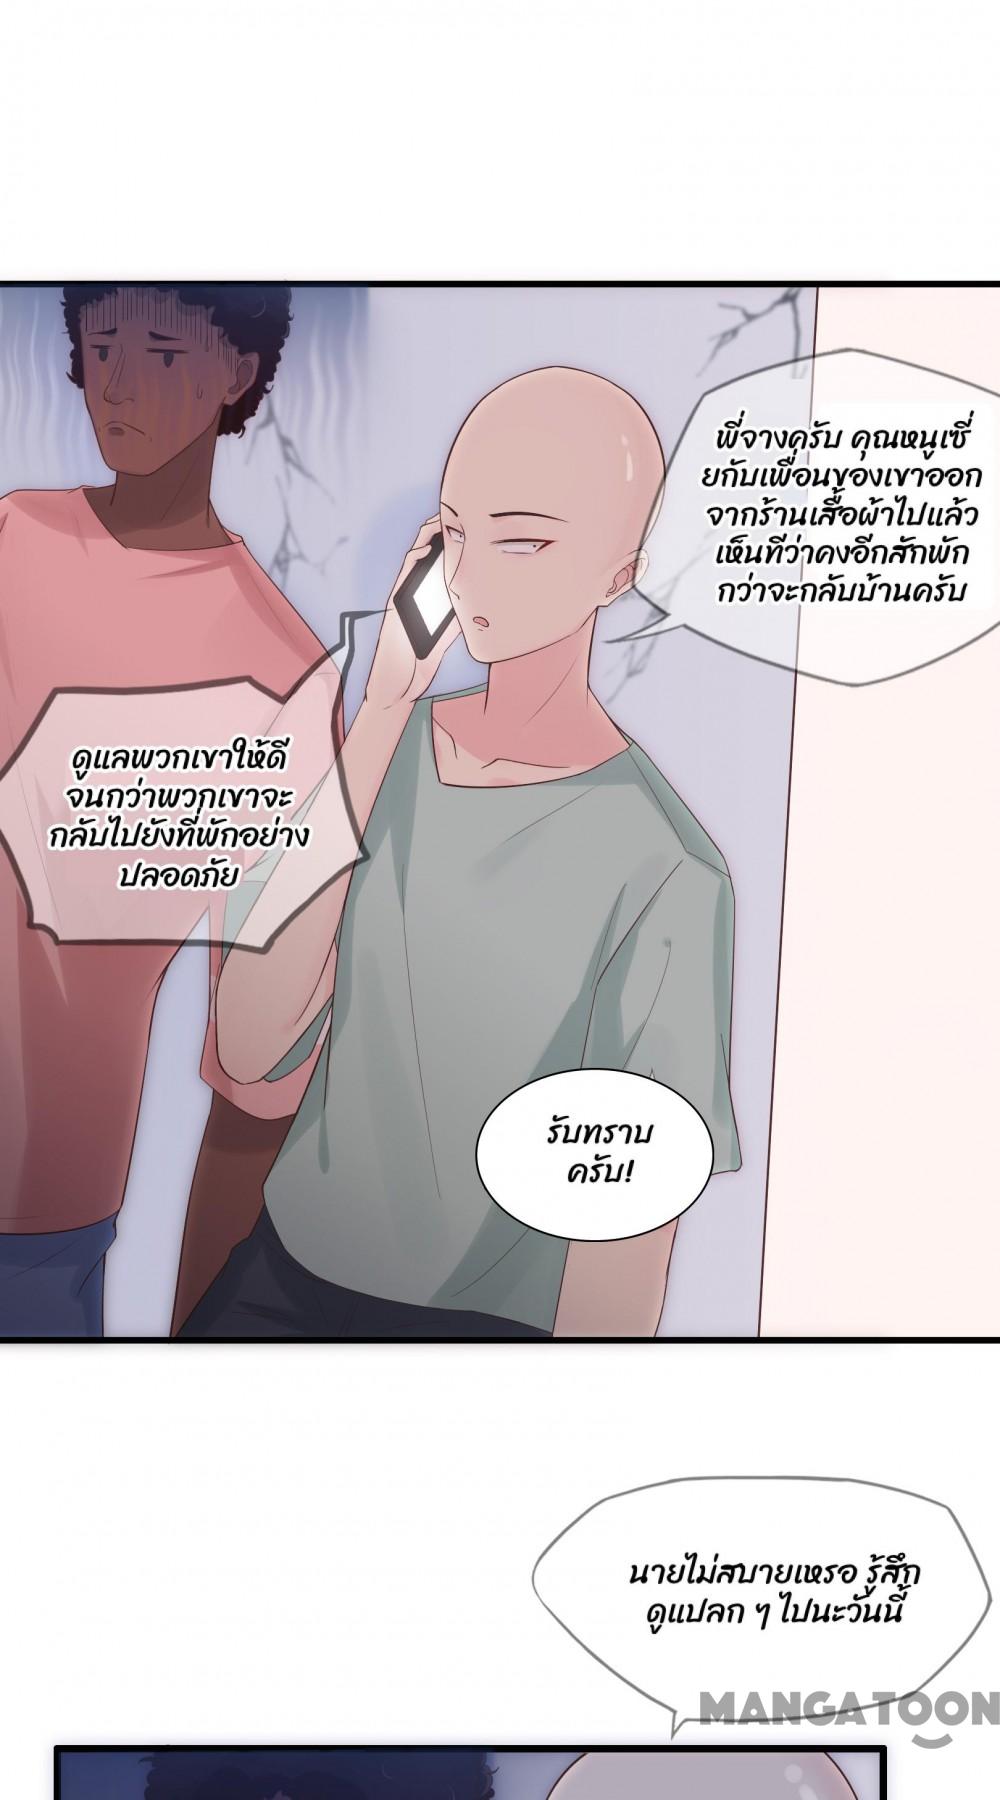 พี่จางครับ คุณหนูเซี่
ยกับเพื่อนของเขาออก
จากร้านเสื้อผ้าไปแล้ว
เห็นทีว่าคงอีกสักพัก
กว่าจะกลับบ้านครับ
ดูแลพวกเขาให้ดี
จนกว่าพวกเขาจะ
กลับไปยังที่พักอย่าง
ปลอดภัย
รับทราบ
ครับ!
นายไม่สบายเหรอ รู้สึก
ดูแปลก ๆ ไปนะวันนี้
MANGATOON